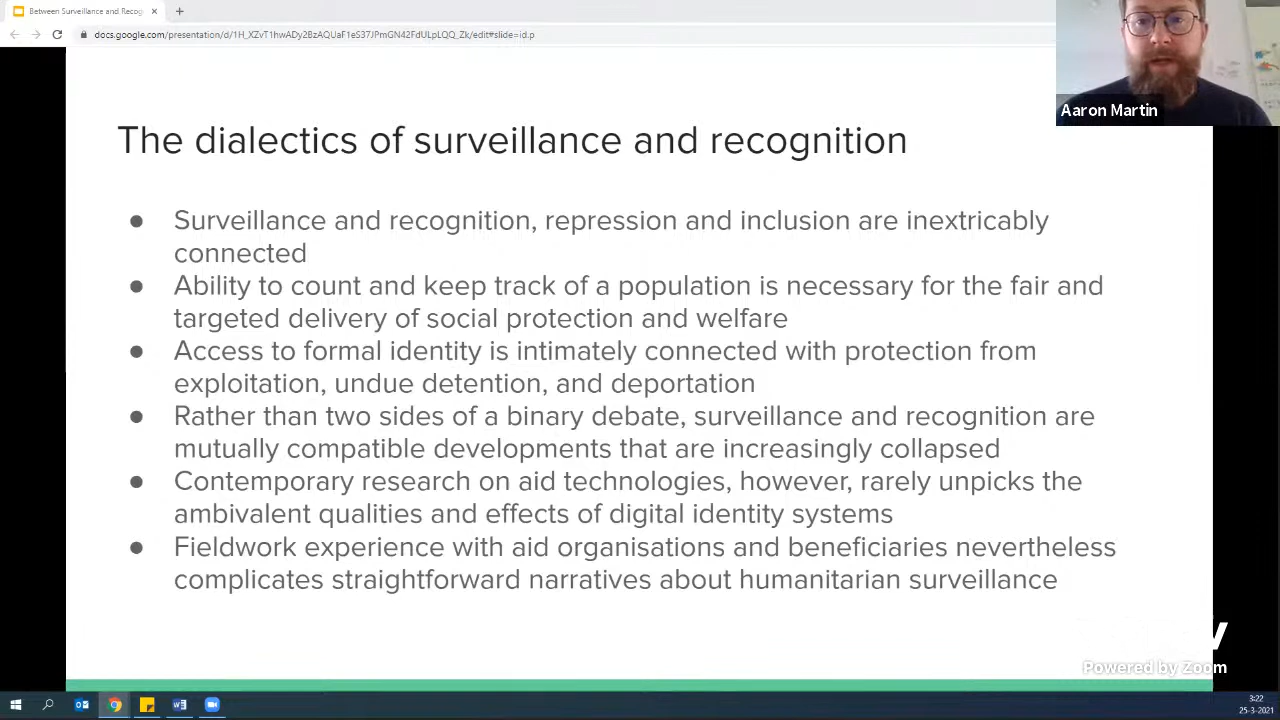 Between Surveillance and Recog
docs.google.com/presentation/d/1H_XZvT1hwADy2BzAQUaF1eS37JPmGN42FdULpLQQ_Zk/edit#slide=id.p
Aaron Martin
The dialectics of surveillance and recognition
● Surveillance and recognition, repression and inclusion are inextricably
connected
● Ability to count and keep track of a population is necessary for the fair and
targeted delivery of social protection and welfare
● Access to formal identity is intimately connected with protection from
exploitation, undue detention, and deportation
● Rather than two sides of a binary debate, surveillance and recognition are
mutually compatible developments that are increasingly collapsed
● Contemporary research on aid technologies, however, rarely unpicks the
ambivalent qualities and effects of digital identity systems
● Fieldwork experience with aid organisations and beneficiaries nevertheless
complicates straightforward narratives about humanitarian surveillance
Powered by Zoom
3:22
25-3-2021